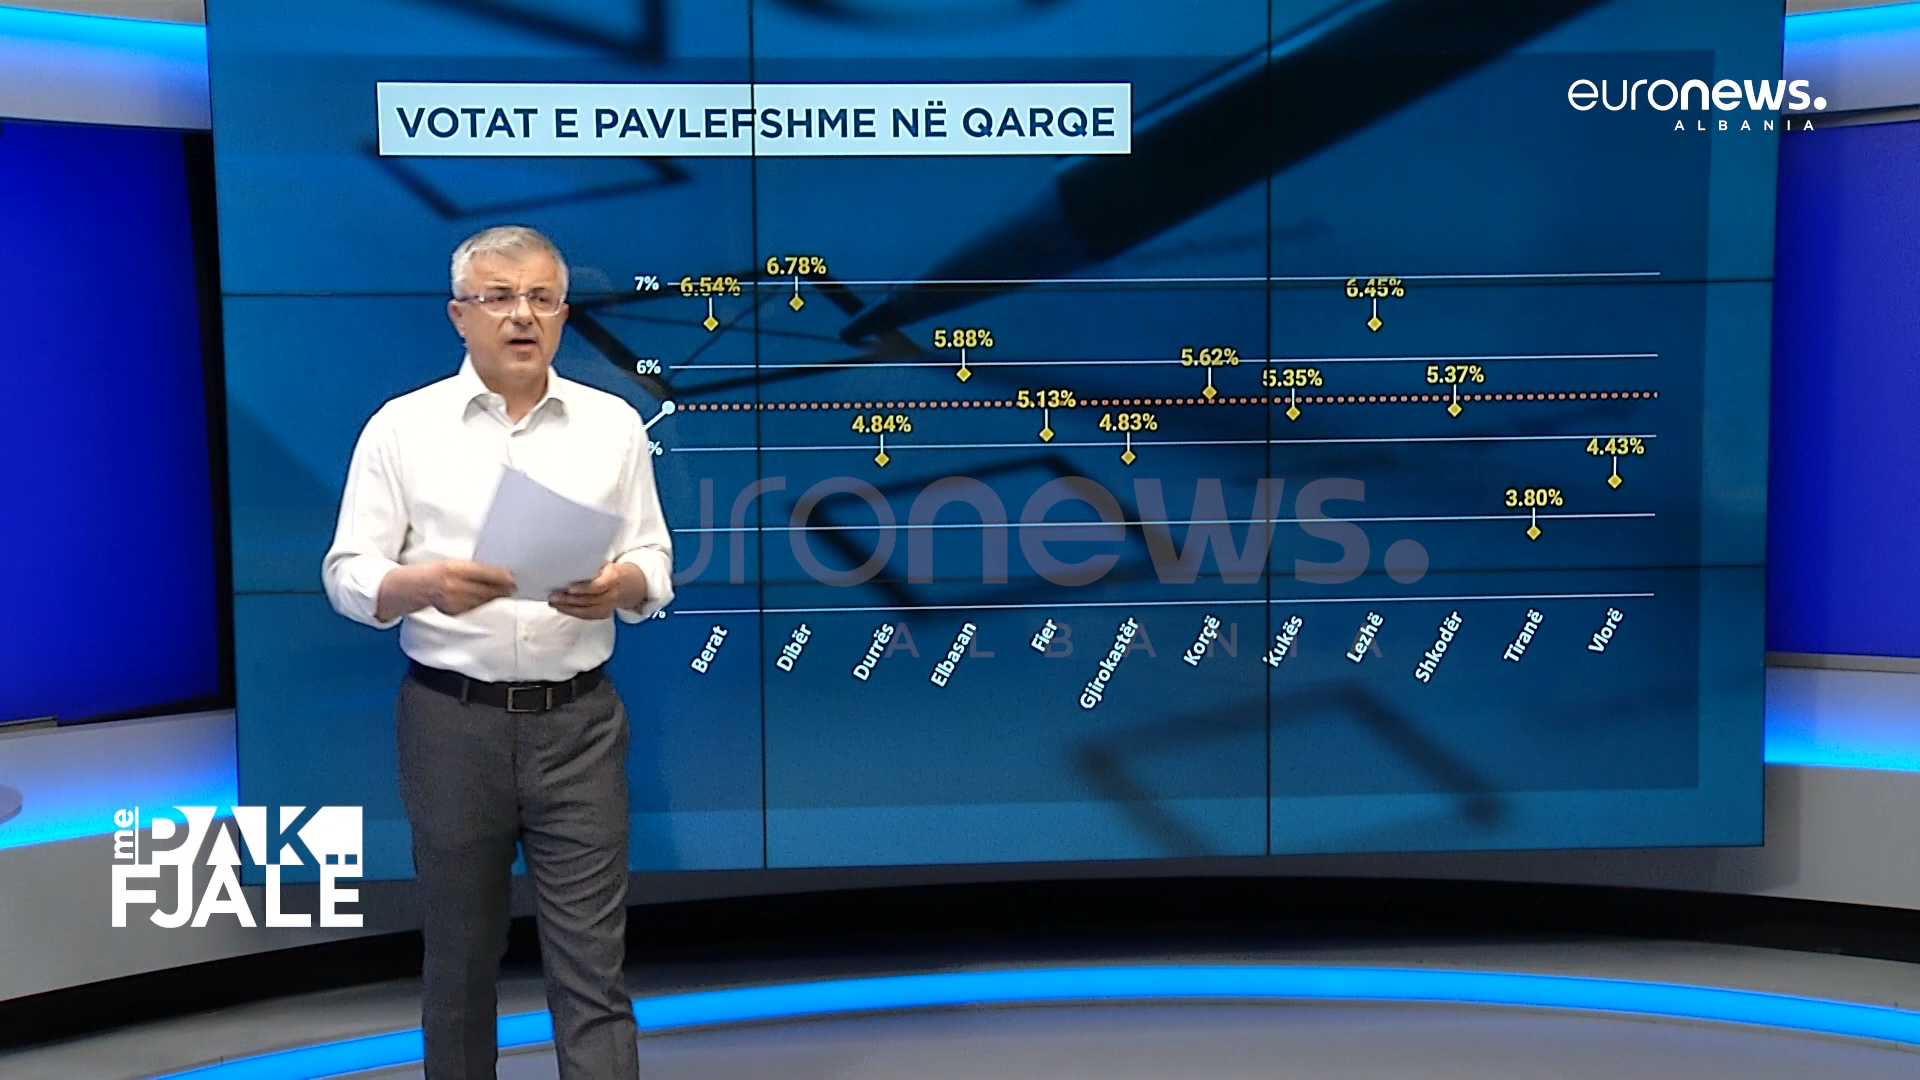 VOTAT E PAVLEFSHME NË QARQE
euronews.
ALBANIA
7%
6.54%
6.78%
6.45%
6%
5.88%
5.62%
5.35%
5.37%
5.13%
4.84%
4.83%
4.43%
%
3.80%
%
euronews.
ALBANIA
Berat
Dibër
Durrës
Elbasan
Fier
Gjirokastër
Korçë
Kukës
Lezhë
Shkodër
Tiranë
Vlorë
me PAK
FJALË